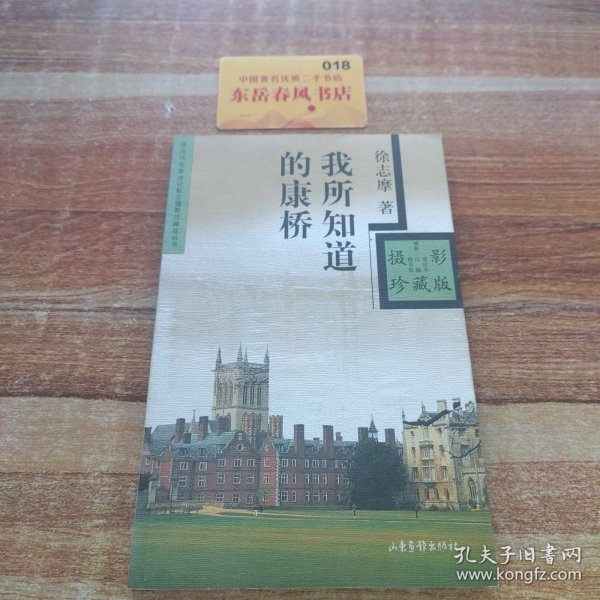 018
中国著名优质二手书店
东岳春风书店
徐志摩 著
我所知道
的康桥
摄影
珍藏版
山东画报出版社
孔夫子旧书网
www.kongfz.com